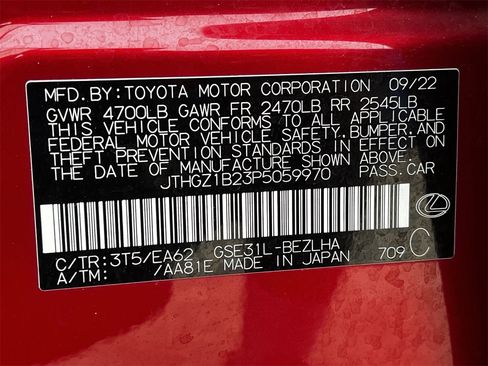 MFD.BY:TOYOTA MOTOR CORPORATION 09/22
GVWR 4700LB GAWR FR 2470LB RR 2545LB
THIS VEHICLE CONFORMS TO ALL APPLICABLE
FEDERAL MOTOR VEHICLE SAFETY,BUMPER,AND
THEFT PREVENTION STANDARDS IN EFFECT ON
THE DATE OF MANUFACTURE SHOWN ABOVE.
JTHGZ1B23P5059970 PASS.CAR
C/TR:3T5/EA62 GSE31L-BEZLHA
A/TM: /AA81E MADE IN JAPAN 709 C